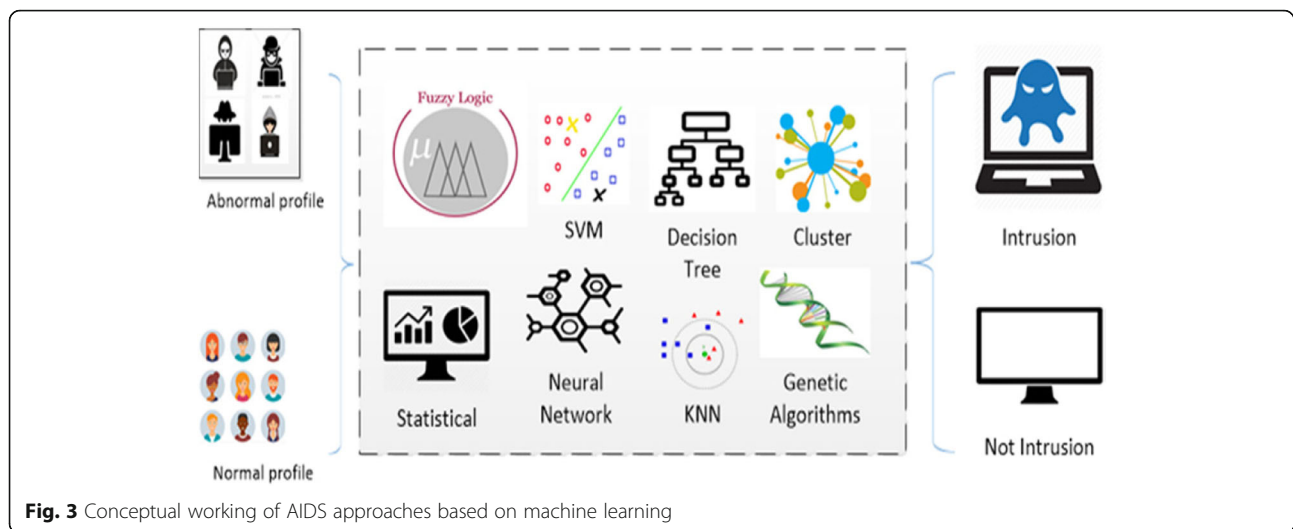 Abnormal profile
Normal profile
Fuzzy Logic
μ
SVM
Decision
Tree
Cluster
Statistical
Neural
Network
KNN
Genetic
Algorithms
Intrusion
Not Intrusion
Fig. 3 Conceptual working of AIDS approaches based on machine learning